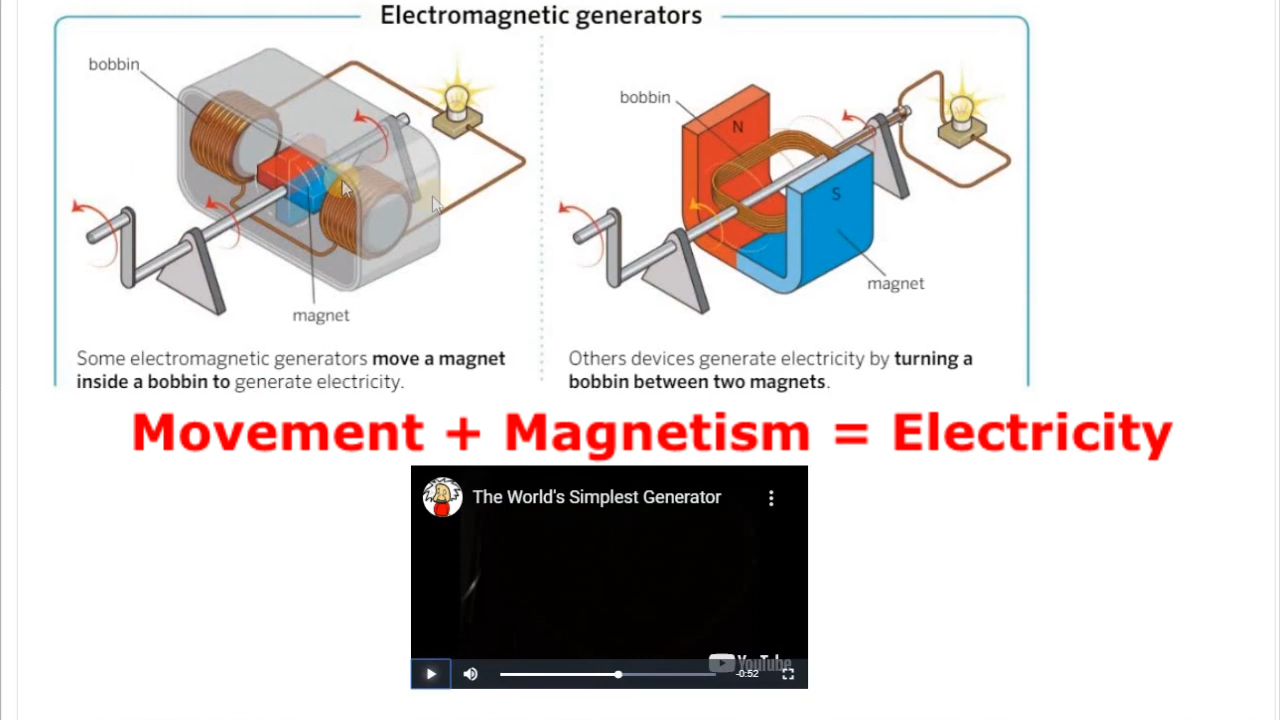 Electromagnetic generators
bobbin
magnet
Some electromagnetic generators move a magnet
inside a bobbin to generate electricity.
bobbin
N
S
magnet
Others devices generate electricity by turning a
bobbin between two magnets.
Movement + Magnetism = Electricity
The World's Simplest Generator
YouTube
-0:52